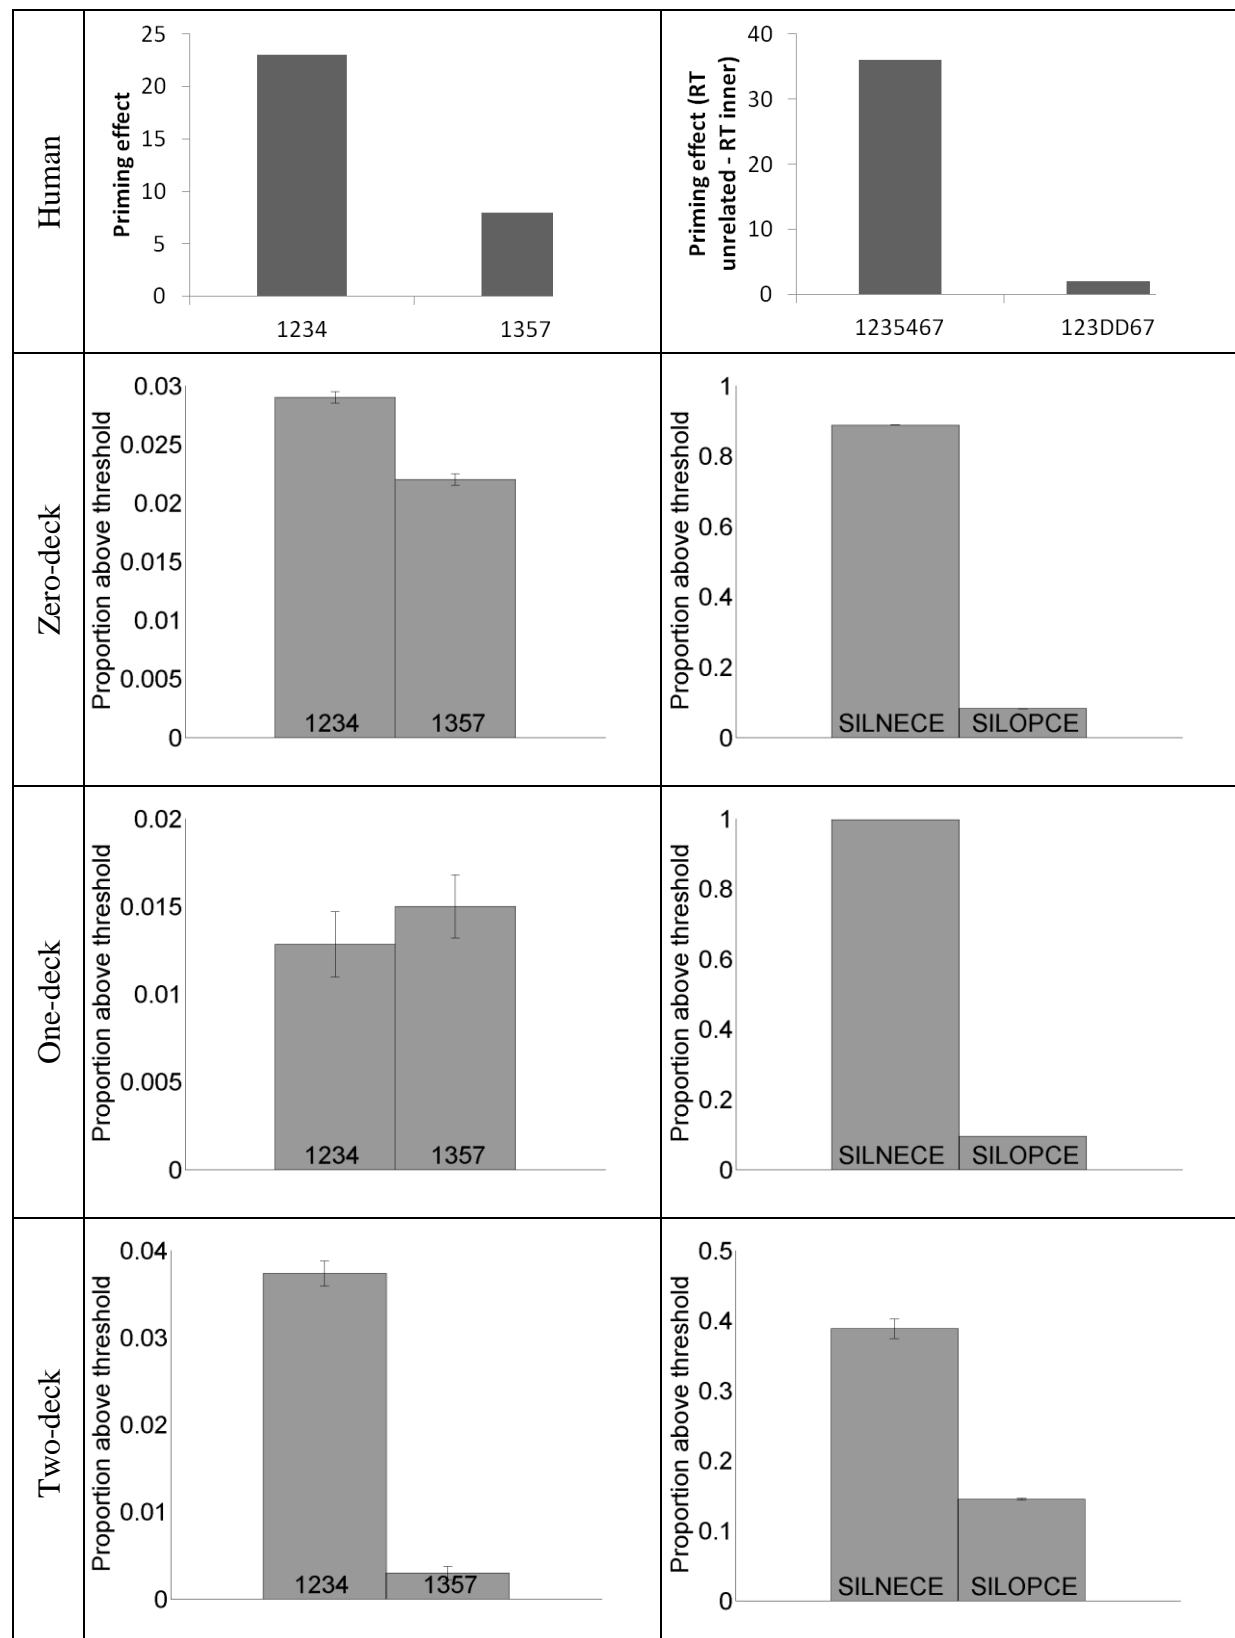 Human
Priming effect
25
20
15
10
5
0
1234
1357
Priming effect (RT
unrelated - RT inner)
40
30
20
10
0
1235467
123DD67
Zero-deck
Proportion above threshold
0.03
0.025
0.02
0.015
0.01
0.005
0
1234
1357
Proportion above threshold
1
0.8
0.6
0.4
0.2
0
SILNECE
SILOPCE
One-deck
Proportion above threshold
0.02
0.015
0.01
0.005
0
1234
1357
Proportion above threshold
1
0.8
0.6
0.4
0.2
0
SILNECE
SILOPCE
Two-deck
Proportion above threshold
0.04
0.03
0.02
0.01
0
1234
1357
Proportion above threshold
0.5
0.4
0.3
0.2
0.1
0
SILNECE
SILOPCE